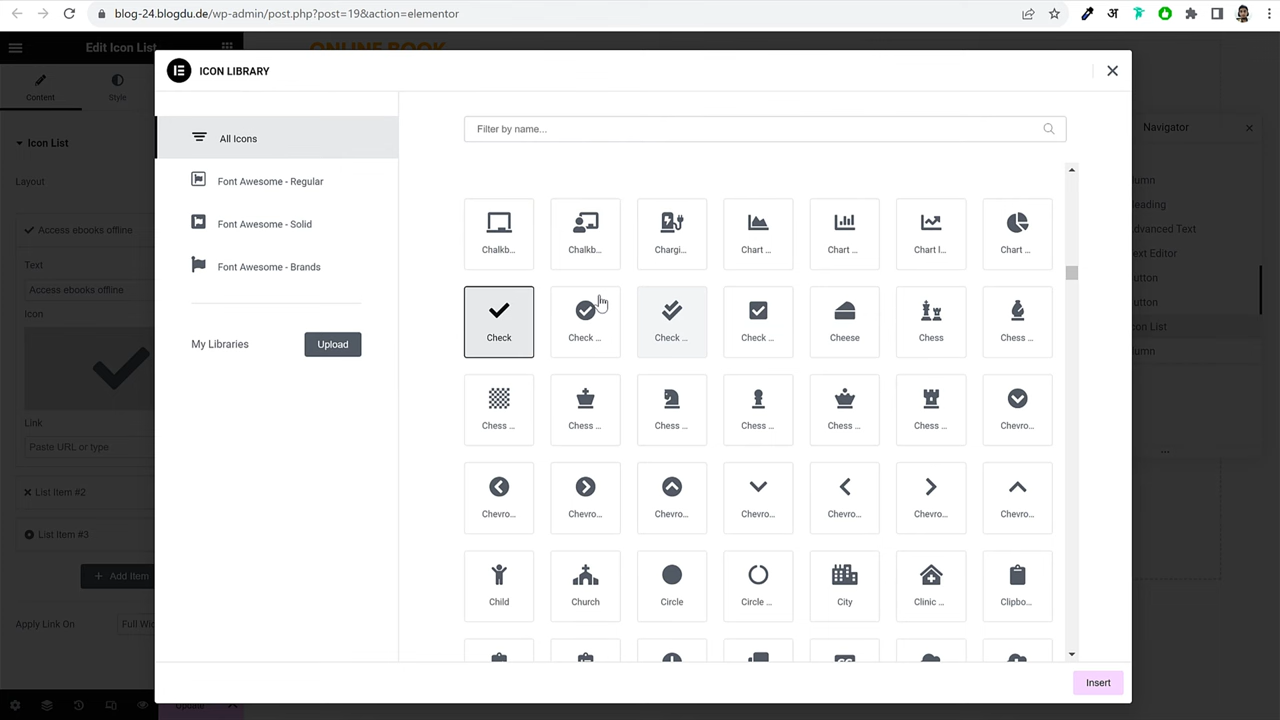 blog-24.blogdu.de/wp-admin/post.php?post=19&action=elementor
अ
Edit Icon List
ONLINE BOOK
ICON LIBRARY
Content
Style
Icon List
Layout
Access ebooks offline
Text
Access ebooks offline
Icon
Link
Paste URL or type
List Item #2
List Item #3
Add Item
Apply Link On
Full Wid
Update
All Icons
Font Awesome - Regular
Font Awesome - Solid
Font Awesome - Brands
My Libraries
Upload
Filter by name...
Chalkb...
Chalkb...
Chargi...
Chart ...
Chart ...
Chart l...
Chart ...
Check
Check ...
Check ...
Check ...
Cheese
Chess
Chess ...
Chess ...
Chess ...
Chess ...
Chess ...
Chess ...
Chess ...
Chevro...
Chevro...
Chevro...
Chevro...
Chevro...
Chevro...
Chevro...
Chevro...
Child
Church
Circle
Circle ...
City
Clinic ...
Clipbo...
Insert
Navigator
umn
eading
dvanced Text
ext Editor
utton
utton
on List
umn
...